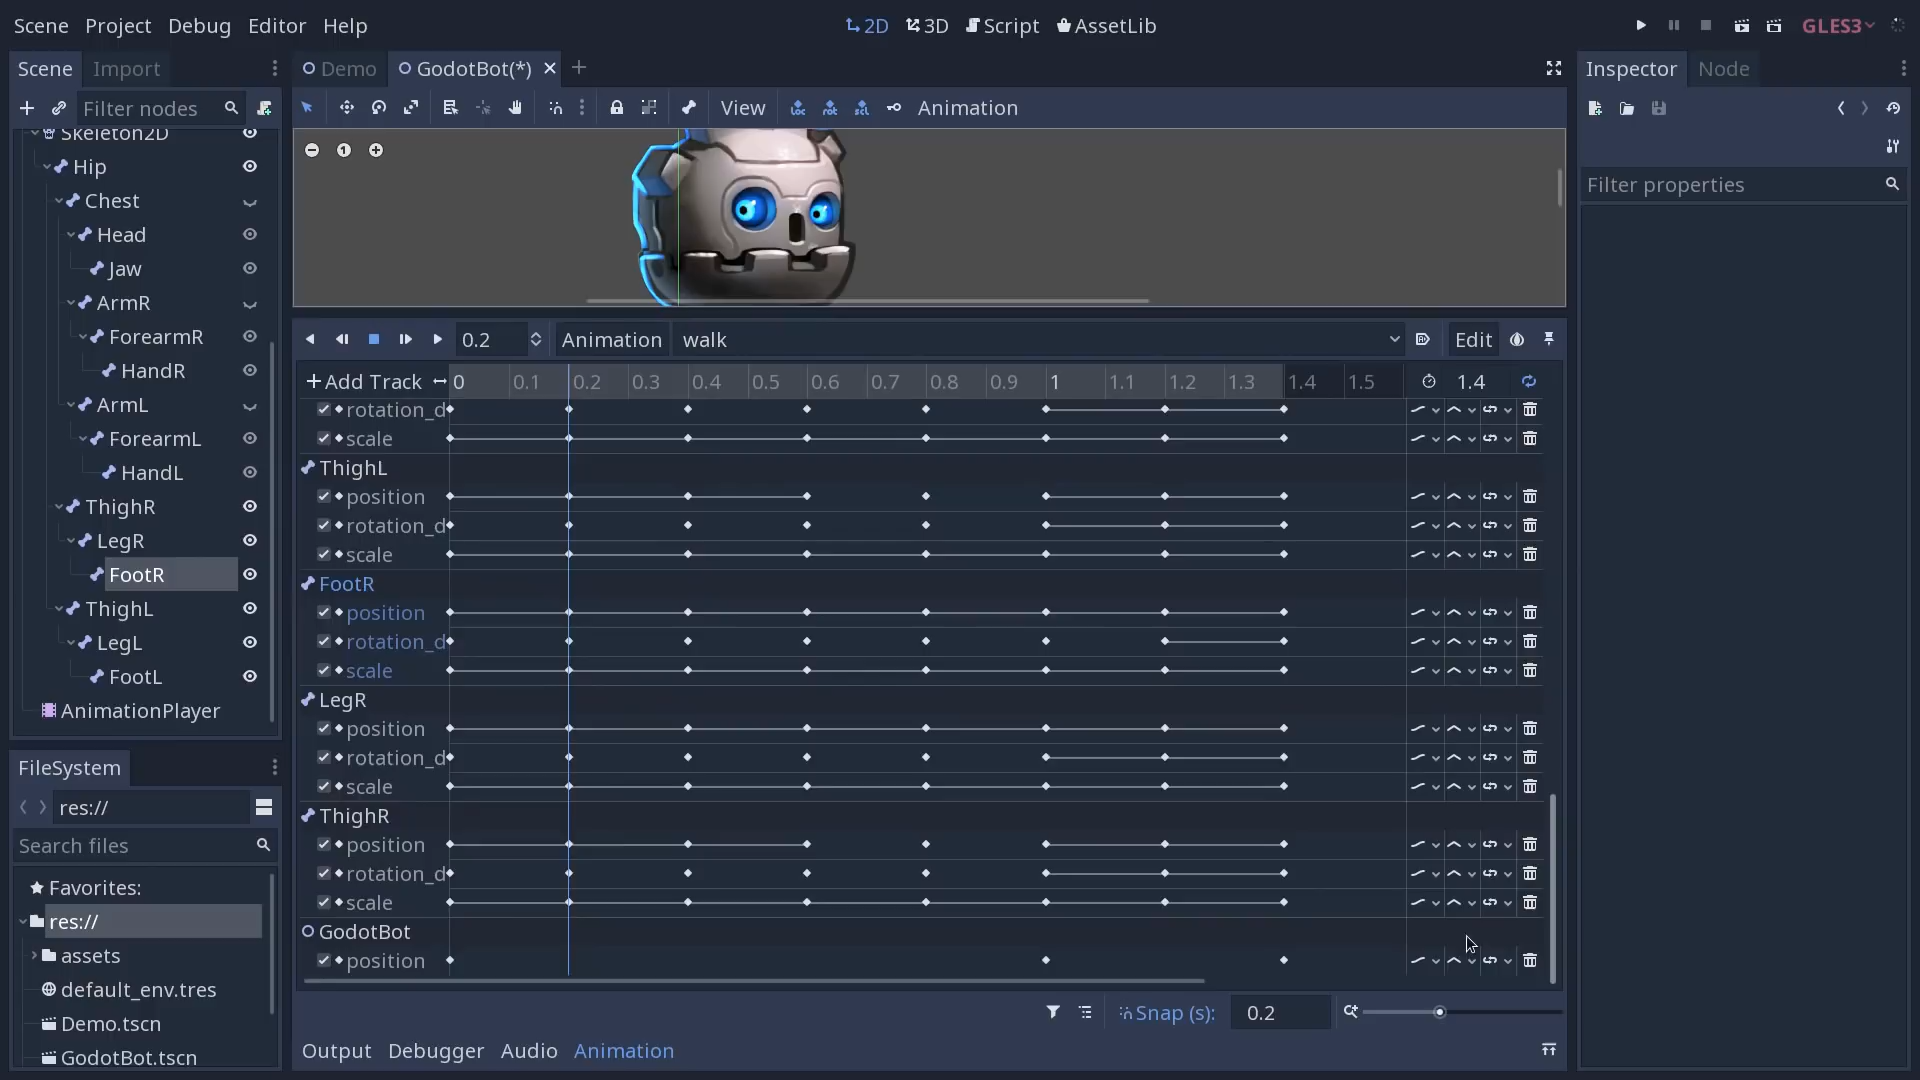 Scene Project Debug Editor Help
2D 3D Script AssetLib
GLES3
Scene Import
Demo GodotBot(*)
Inspector Node
Filter nodes
View loc rot scl Animation
Skeleton2D
Hip
Chest
Head
Jaw
ArmR
ForearmR
HandR
ArmL
ForearmL
HandL
ThighR
LegR
FootR
ThighL
LegL
FootL
AnimationPlayer
1
Filter properties
0.2 Animation walk Edit
Add Track 0 0.1 0.2 0.3 0.4 0.5 0.6 0.7 0.8 0.9 1 1.1 1.2 1.3 1.4 1.5 1.4
rotation_d
scale
ThighL
position
rotation_d
scale
FootR
position
rotation_d
scale
LegR
position
rotation_d
scale
ThighR
position
rotation_d
scale
GodotBot
position
FileSystem
res://
Search files
Favorites:
res://
assets
default_env.tres
Demo.tscn
GodotBot.tscn
Snap (s): 0.2
Output Debugger Audio Animation